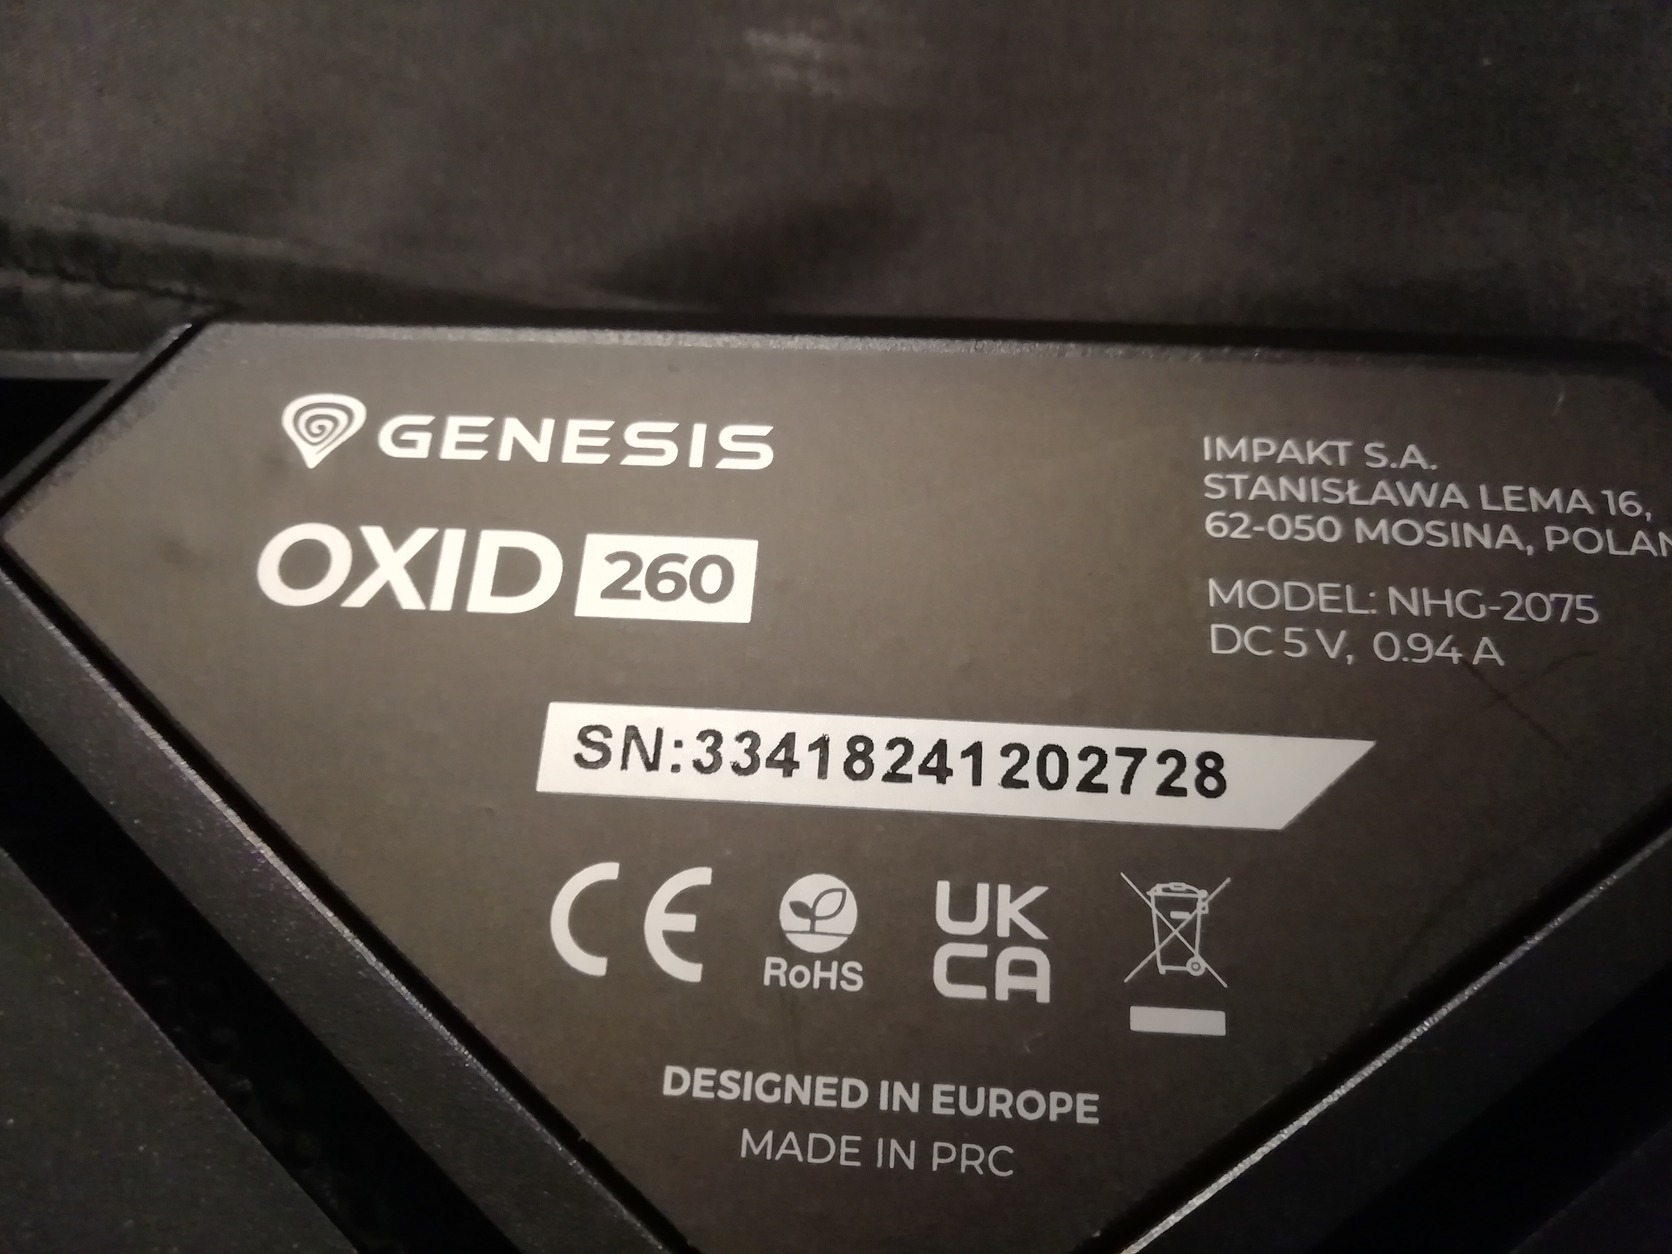 GENESIS
OXID 260
IMPAKT S.A.
STANISŁAWA LEMA 16,
62-050 MOSINA, POLAN
MODEL: NHG-2075
DC 5 V, 0.94 A
SN:33418241202728
CE
RoHS
UK
CA
DESIGNED IN EUROPE
MADE IN PRC